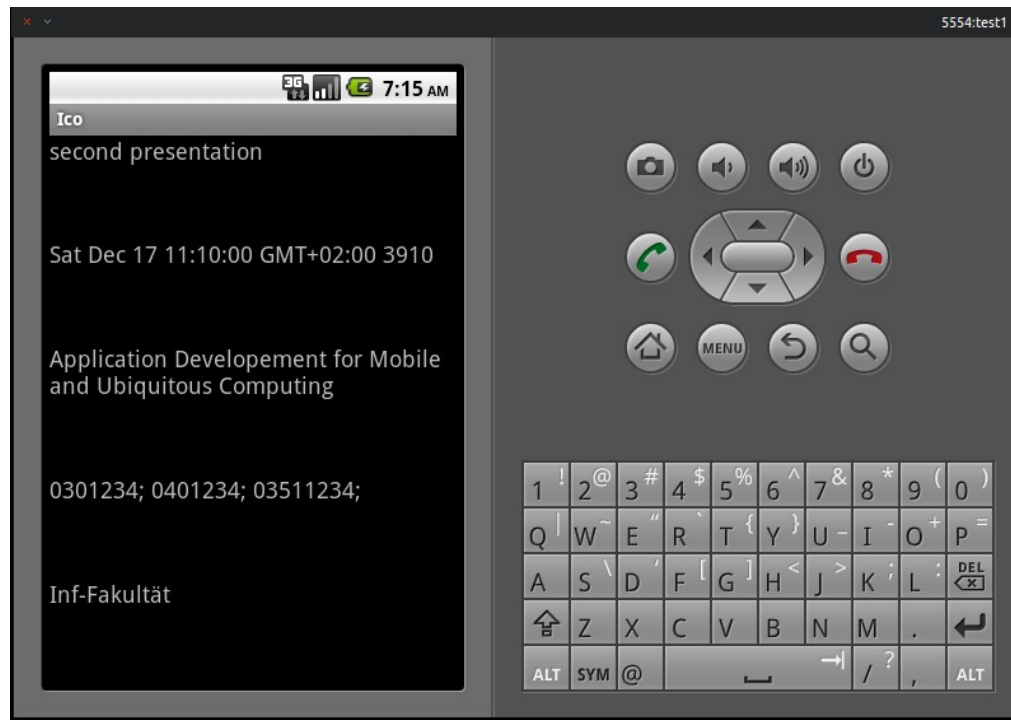 5554:test1
3G
7:15 AM
Ico
second presentation
Sat Dec 17 11:10:00 GMT+02:00 3910
Application Developement for Mobile
and Ubiquitous Computing
0301234; 0401234; 03511234;
Inf-Fakultät
MENU
1 ! 2 @ 3 # 4 $ 5 % 6 ^ 7 & 8 * 9 ( 0 )
Q | W ~ E " R ` T { Y } U _ I - O + P =
A S \ D ' F [ G ] H < J > K ; L : DEL
Z X C V B N M .
ALT SYM @ / ? , ALT